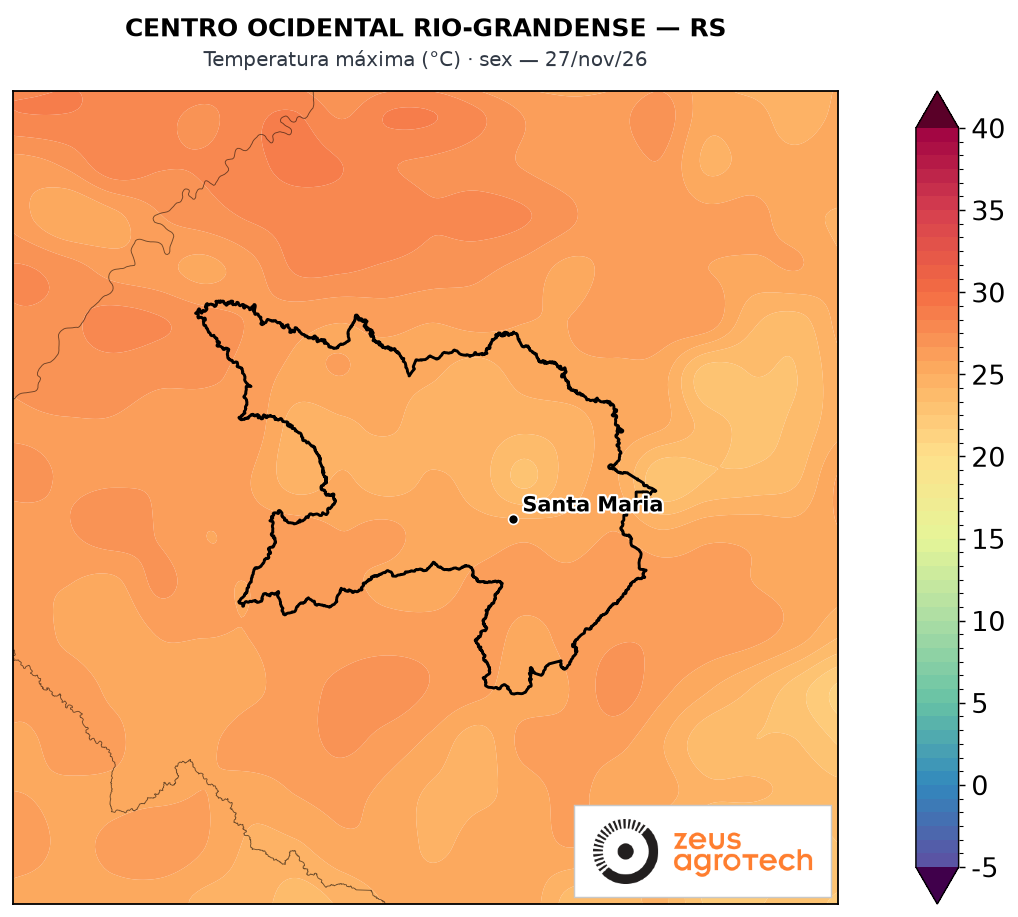 CENTRO OCIDENTAL RIO-GRANDENSE — RS
Temperatura máxima (°C) · sex — 27/nov/26
40
35
30
25
20
15
10
5
0
-5
Santa Maria
zeus
agrotech